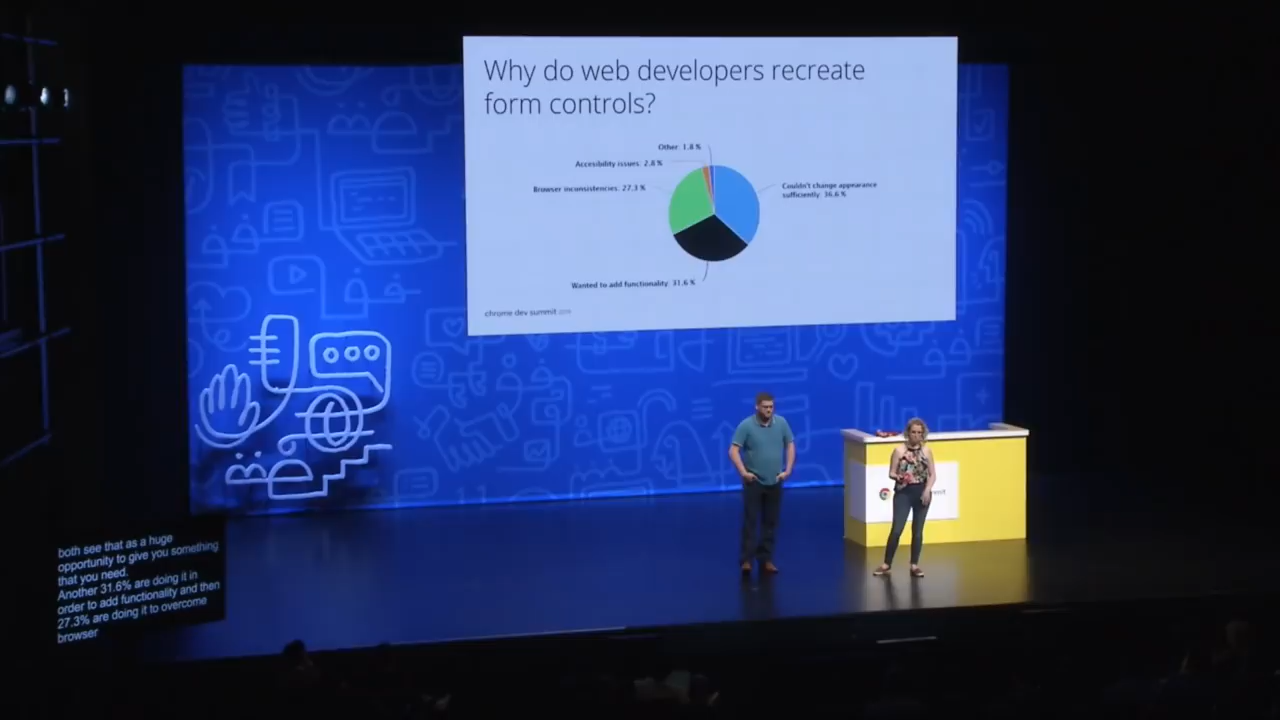 Why do web developers recreate
form controls?
Other: 1.8 %
Accesibility issues: 2.8 %
Browser inconsistencies: 27.3 %
Couldn't change appearance
sufficiently: 36.6 %
Wanted to add functionality: 31.6 %
chrome dev summit
both see that as a huge
opportunity to give you something
that you need.
Another 31.6% are doing it in
order to add functionality and then
27.3% are doing it to overcome
browser